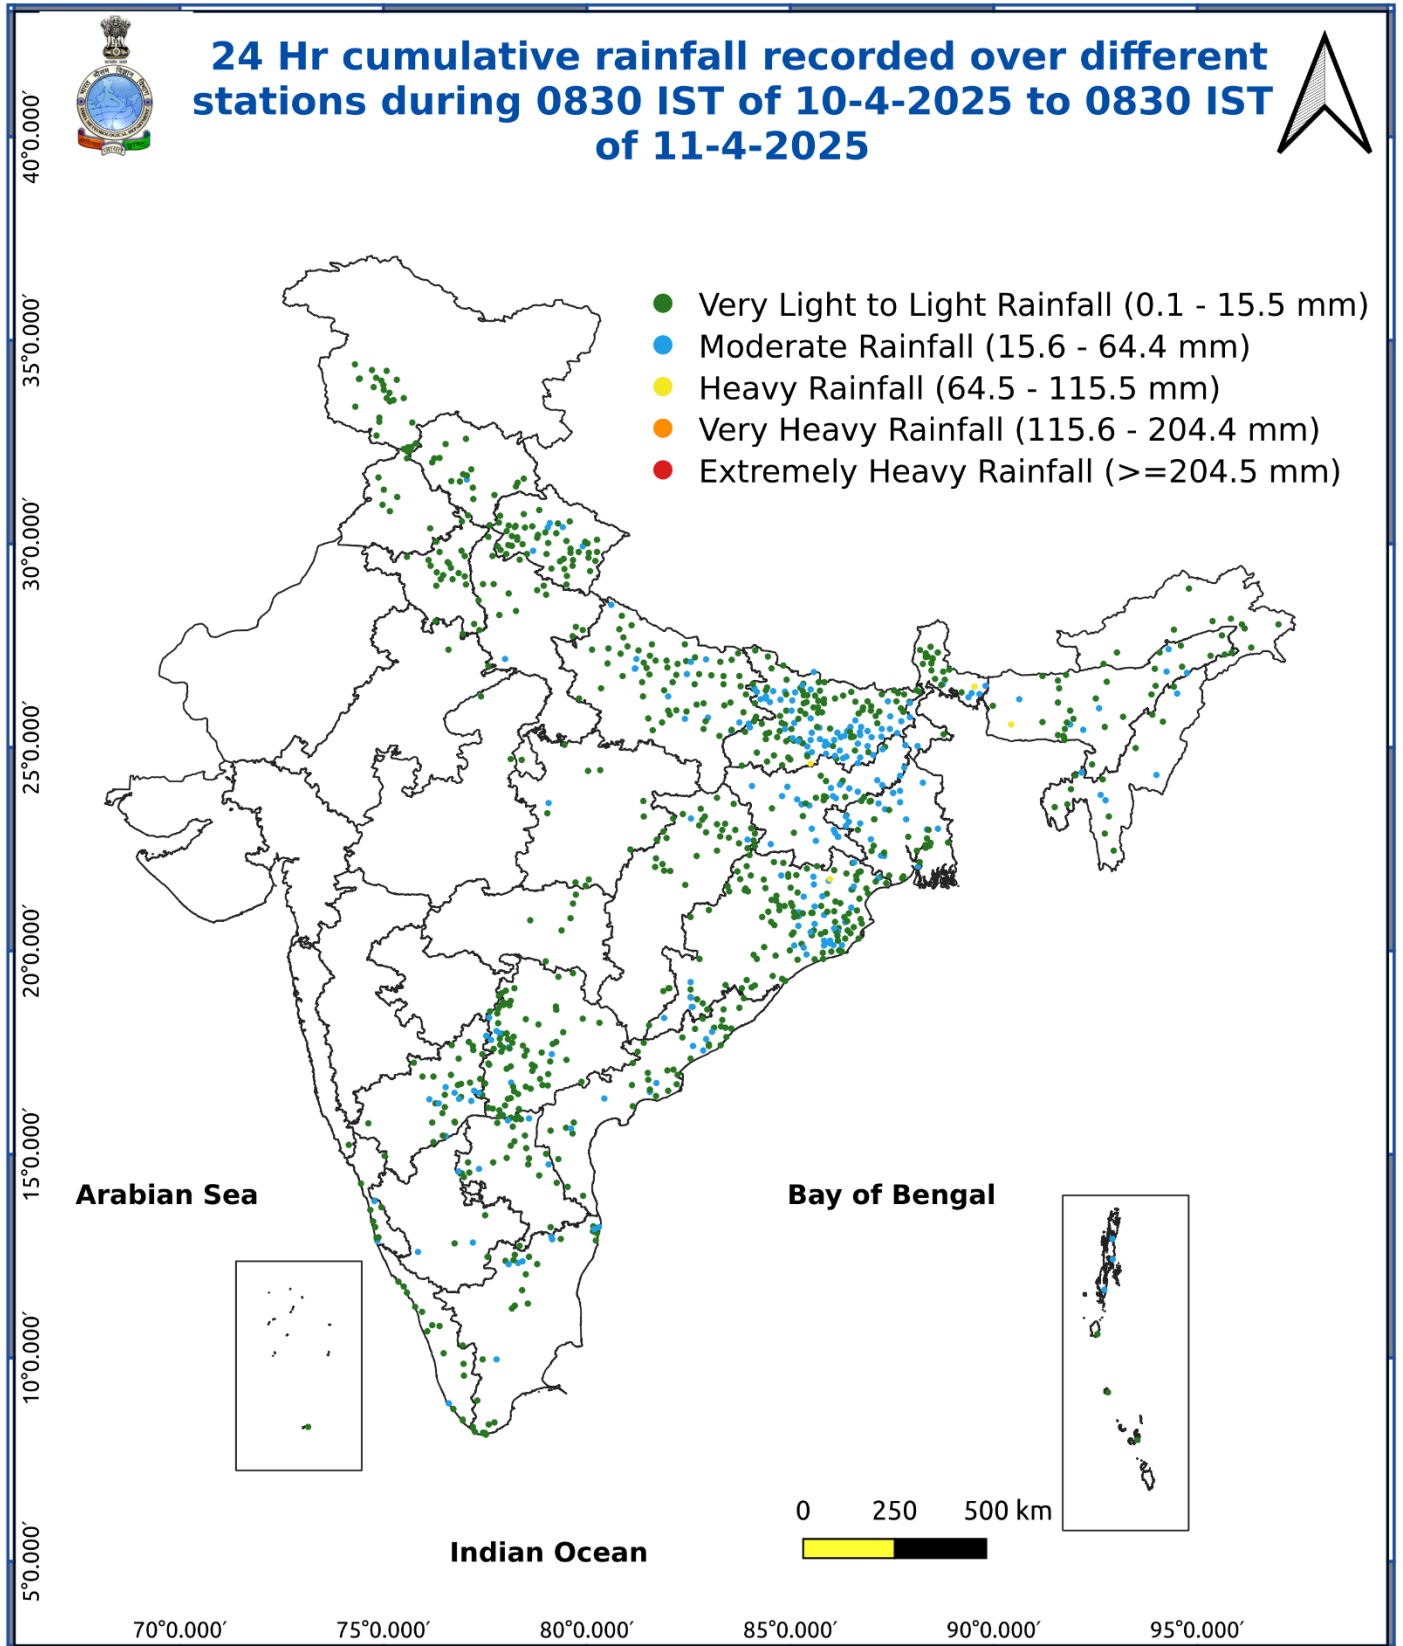 24 Hr cumulative rainfall recorded over different
stations during 0830 IST of 10-4-2025 to 0830 IST
of 11-4-2025
Very Light to Light Rainfall (0.1 - 15.5 mm)
Moderate Rainfall (15.6 - 64.4 mm)
Heavy Rainfall (64.5 - 115.5 mm)
Very Heavy Rainfall (115.6 - 204.4 mm)
Extremely Heavy Rainfall (>=204.5 mm)
40°0.000′
35°0.000′
30°0.000′
25°0.000′
20°0.000′
15°0.000′
10°0.000′
5°0.000′
Arabian Sea
Bay of Bengal
Indian Ocean
0 250 500 km
70°0.000′ 75°0.000′ 80°0.000′ 85°0.000′ 90°0.000′ 95°0.000′